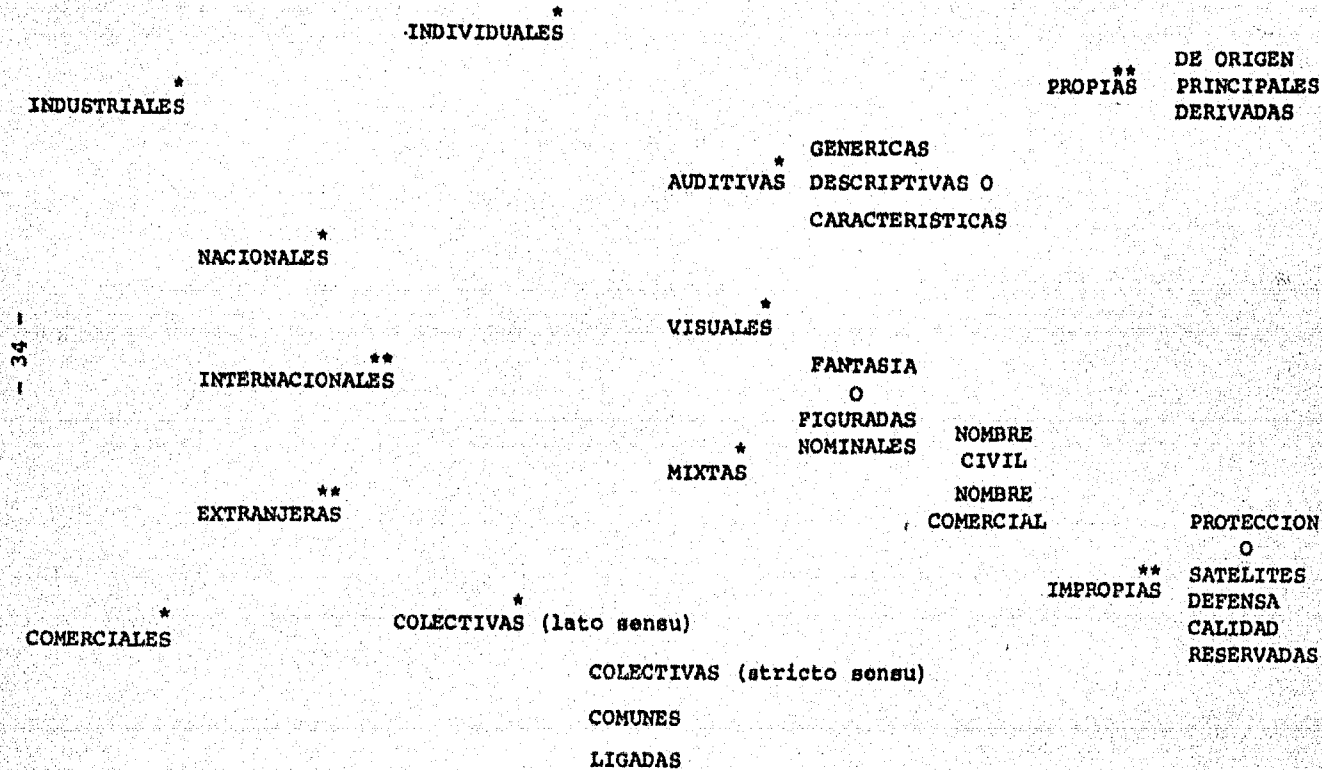 - 34 -
*
INDUSTRIALES
*
COMERCIALES
*
NACIONALES
**
INTERNACIONALES
**
EXTRANJERAS
*
INDIVIDUALES
*
COLECTIVAS (lato sensu)
COLECTIVAS (stricto sensu)
COMUNES
LIGADAS
*
AUDITIVAS
GENERICAS
DESCRIPTIVAS O
CARACTERISTICAS
*
VISUALES
*
MIXTAS
FANTASIA
O
FIGURADAS
NOMINALES
NOMBRE
CIVIL
NOMBRE
COMERCIAL
**
PROPIAS
DE ORIGEN
PRINCIPALES
DERIVADAS
**
IMPROPIAS
PROTECCION
O
SATELITES
DEFENSA
CALIDAD
RESERVADAS